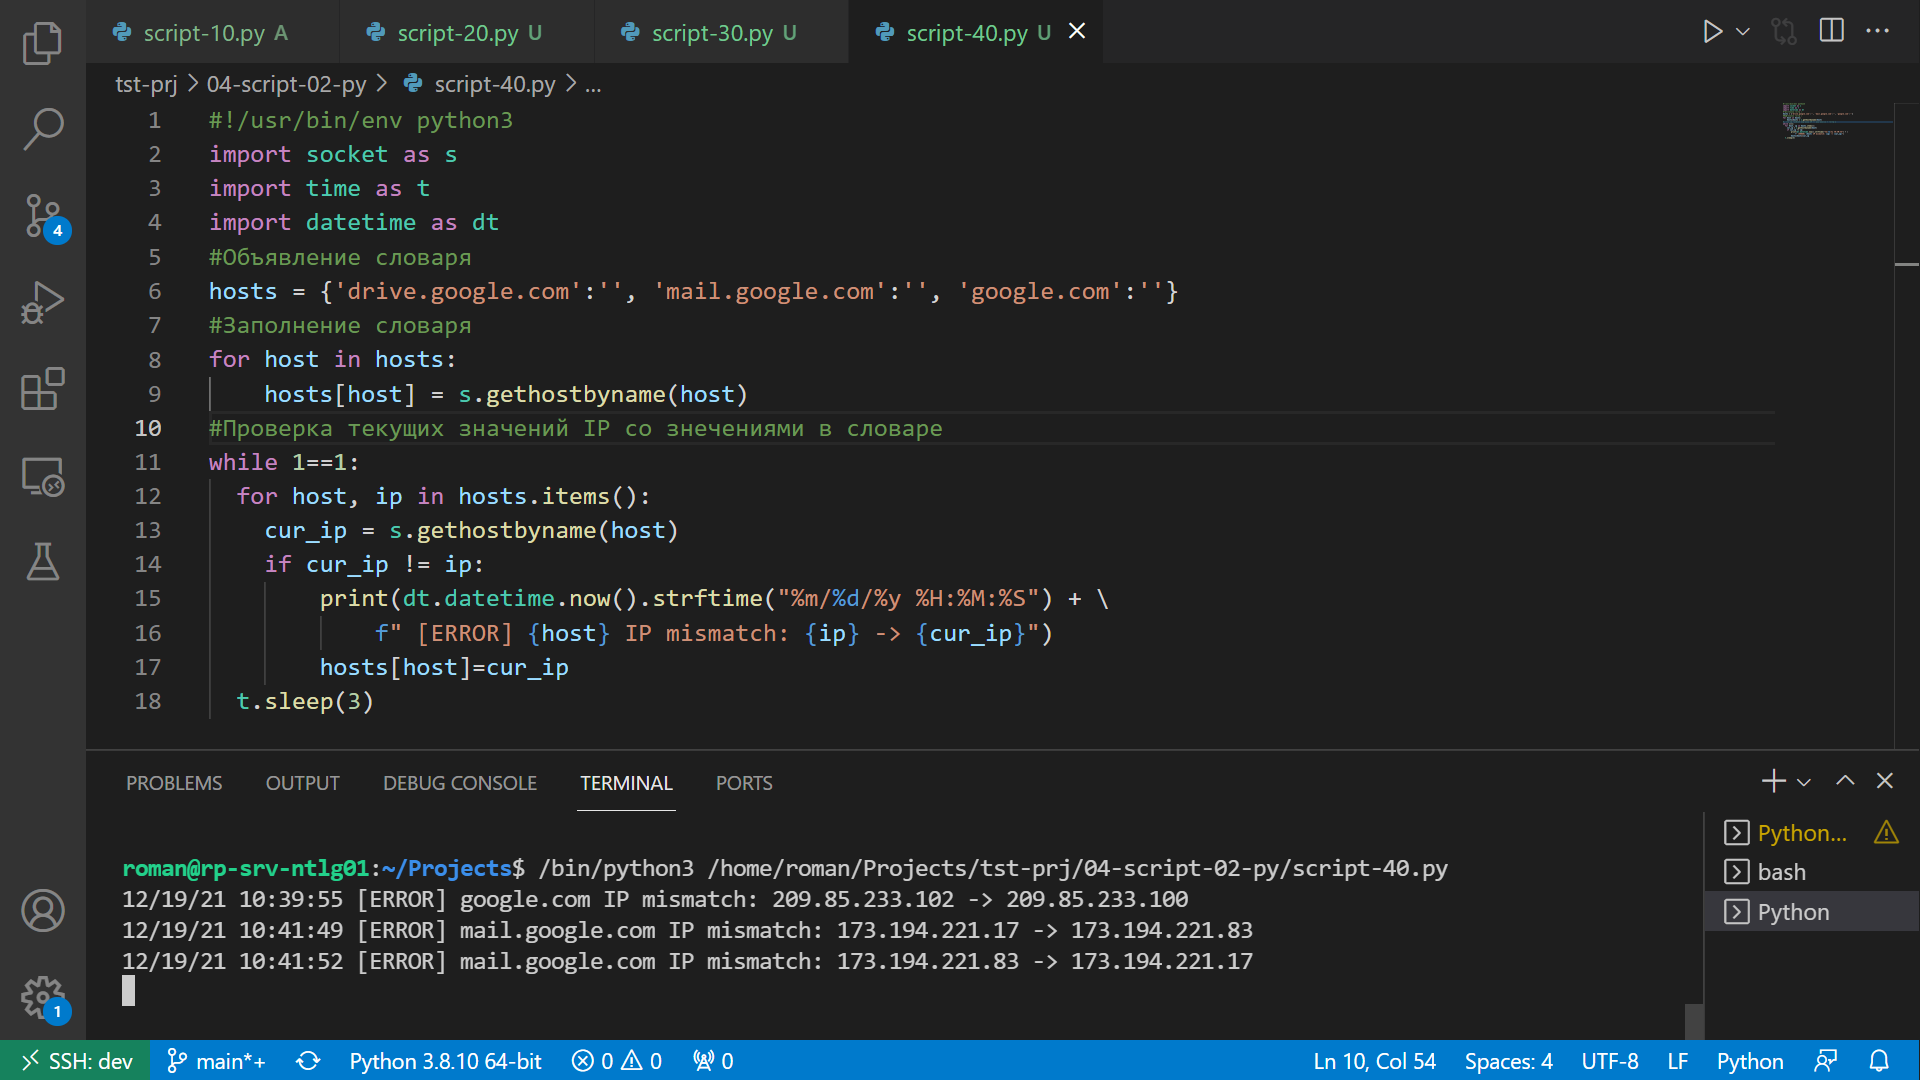 script-10.py A
script-20.py U
script-30.py U
script-40.py U
tst-prj > 04-script-02-py > script-40.py > ...
1 #!/usr/bin/env python3
2 import socket as s
3 import time as t
4 import datetime as dt
5 #Объявление словаря
6 hosts = {'drive.google.com':'', 'mail.google.com':'', 'google.com':''}
7 #Заполнение словаря
8 for host in hosts:
9     hosts[host] = s.gethostbyname(host)
10 #Проверка текущих значений IP со знечениями в словаре
11 while 1==1:
12   for host, ip in hosts.items():
13     cur_ip = s.gethostbyname(host)
14     if cur_ip != ip:
15         print(dt.datetime.now().strftime("%m/%d/%y %H:%M:%S") + \
16             f" [ERROR] {host} IP mismatch: {ip} -> {cur_ip}")
17         hosts[host]=cur_ip
18   t.sleep(3)
4
1
PROBLEMS OUTPUT DEBUG CONSOLE TERMINAL PORTS
roman@rp-srv-ntlg01:~/Projects$ /bin/python3 /home/roman/Projects/tst-prj/04-script-02-py/script-40.py
12/19/21 10:39:55 [ERROR] google.com IP mismatch: 209.85.233.102 -> 209.85.233.100
12/19/21 10:41:49 [ERROR] mail.google.com IP mismatch: 173.194.221.17 -> 173.194.221.83
12/19/21 10:41:52 [ERROR] mail.google.com IP mismatch: 173.194.221.83 -> 173.194.221.17
Python...
bash
Python
SSH: dev main*+ Python 3.8.10 64-bit 0 0 0 Ln 10, Col 54 Spaces: 4 UTF-8 LF Python